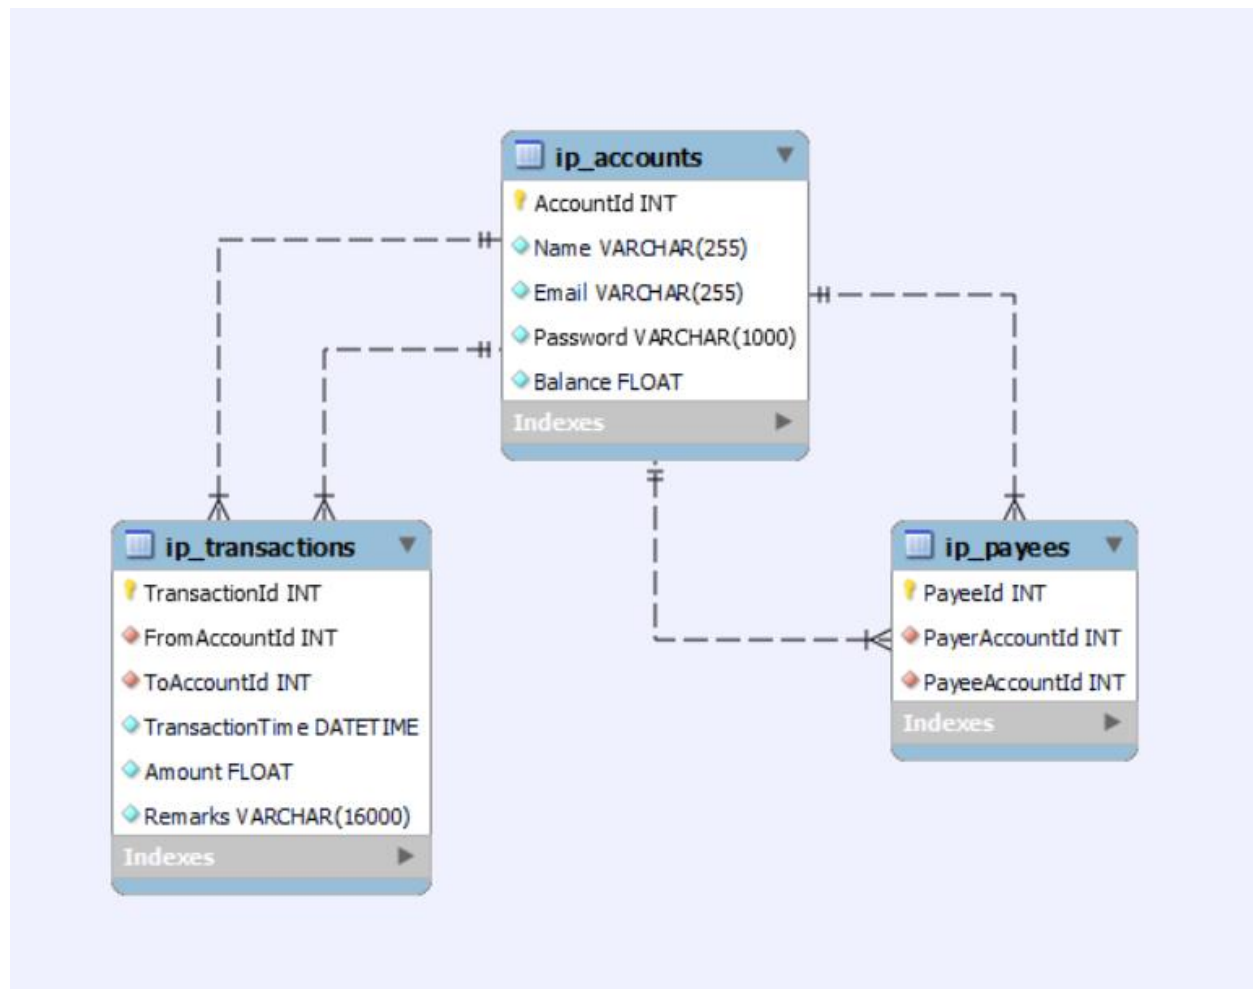 ip_accounts
AccountId INT
Name VARCHAR(255)
Email VARCHAR(255)
Password VARCHAR(1000)
Balance FLOAT
Indexes
ip_transactions
TransactionId INT
FromAccountId INT
ToAccountId INT
TransactionTime DATETIME
Amount FLOAT
Remarks VARCHAR(16000)
Indexes
ip_payees
PayeeId INT
PayerAccountId INT
PayeeAccountId INT
Indexes